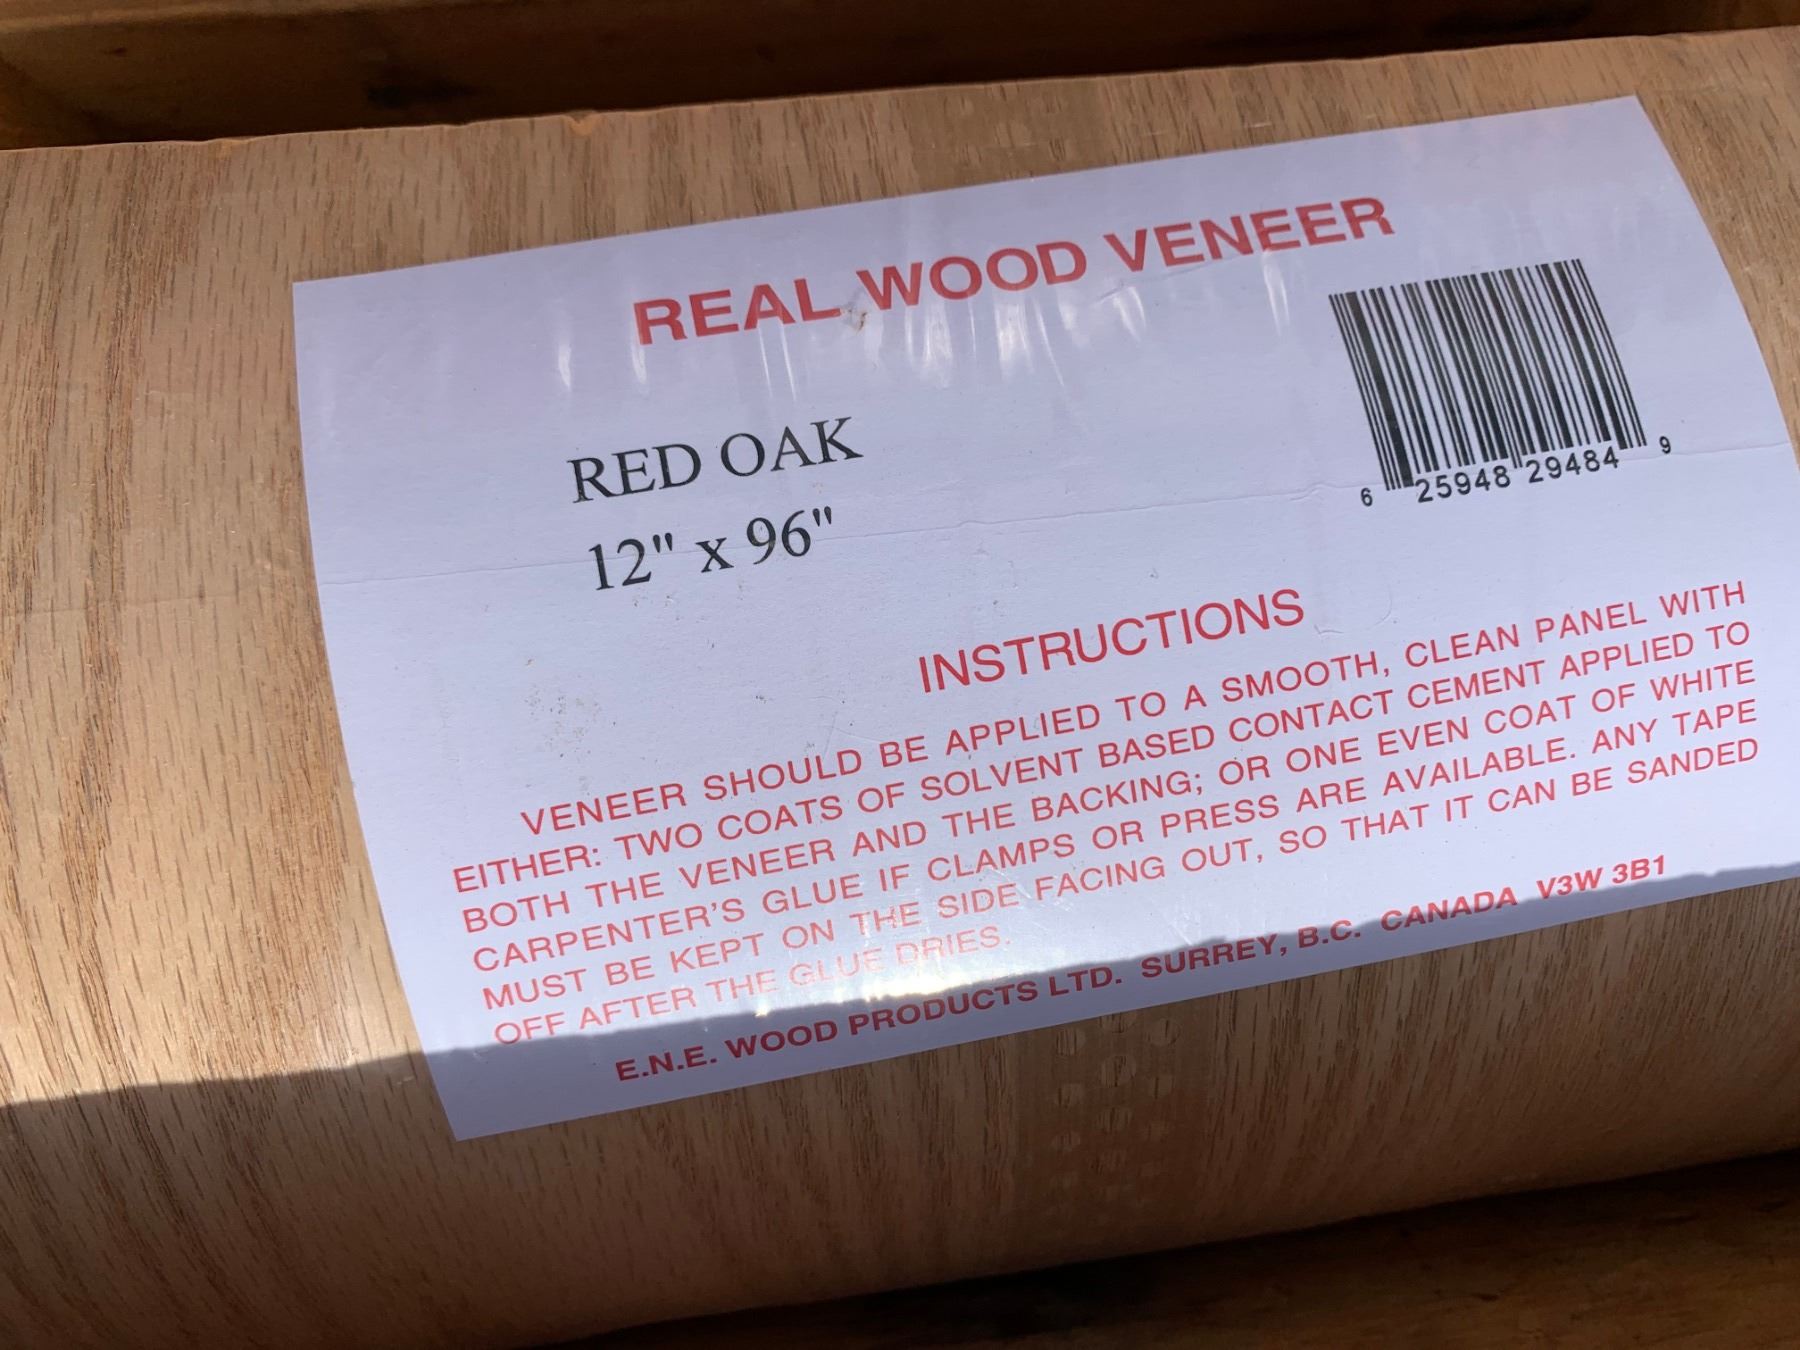 REAL WOOD VENEER
RED OAK
12" x 96"
6 25948 29484 9
INSTRUCTIONS
VENEER SHOULD BE APPLIED TO A SMOOTH, CLEAN PANEL WITH
EITHER: TWO COATS OF SOLVENT BASED CONTACT CEMENT APPLIED TO
BOTH THE VENEER AND THE BACKING; OR ONE EVEN COAT OF WHITE
CARPENTER'S GLUE IF CLAMPS OR PRESS ARE AVAILABLE. ANY TAPE
MUST BE KEPT ON THE SIDE FACING OUT, SO THAT IT CAN BE SANDED
OFF AFTER THE GLUE DRIES.
E.N.E. WOOD PRODUCTS LTD. SURREY, B.C. CANADA V3W 3B1